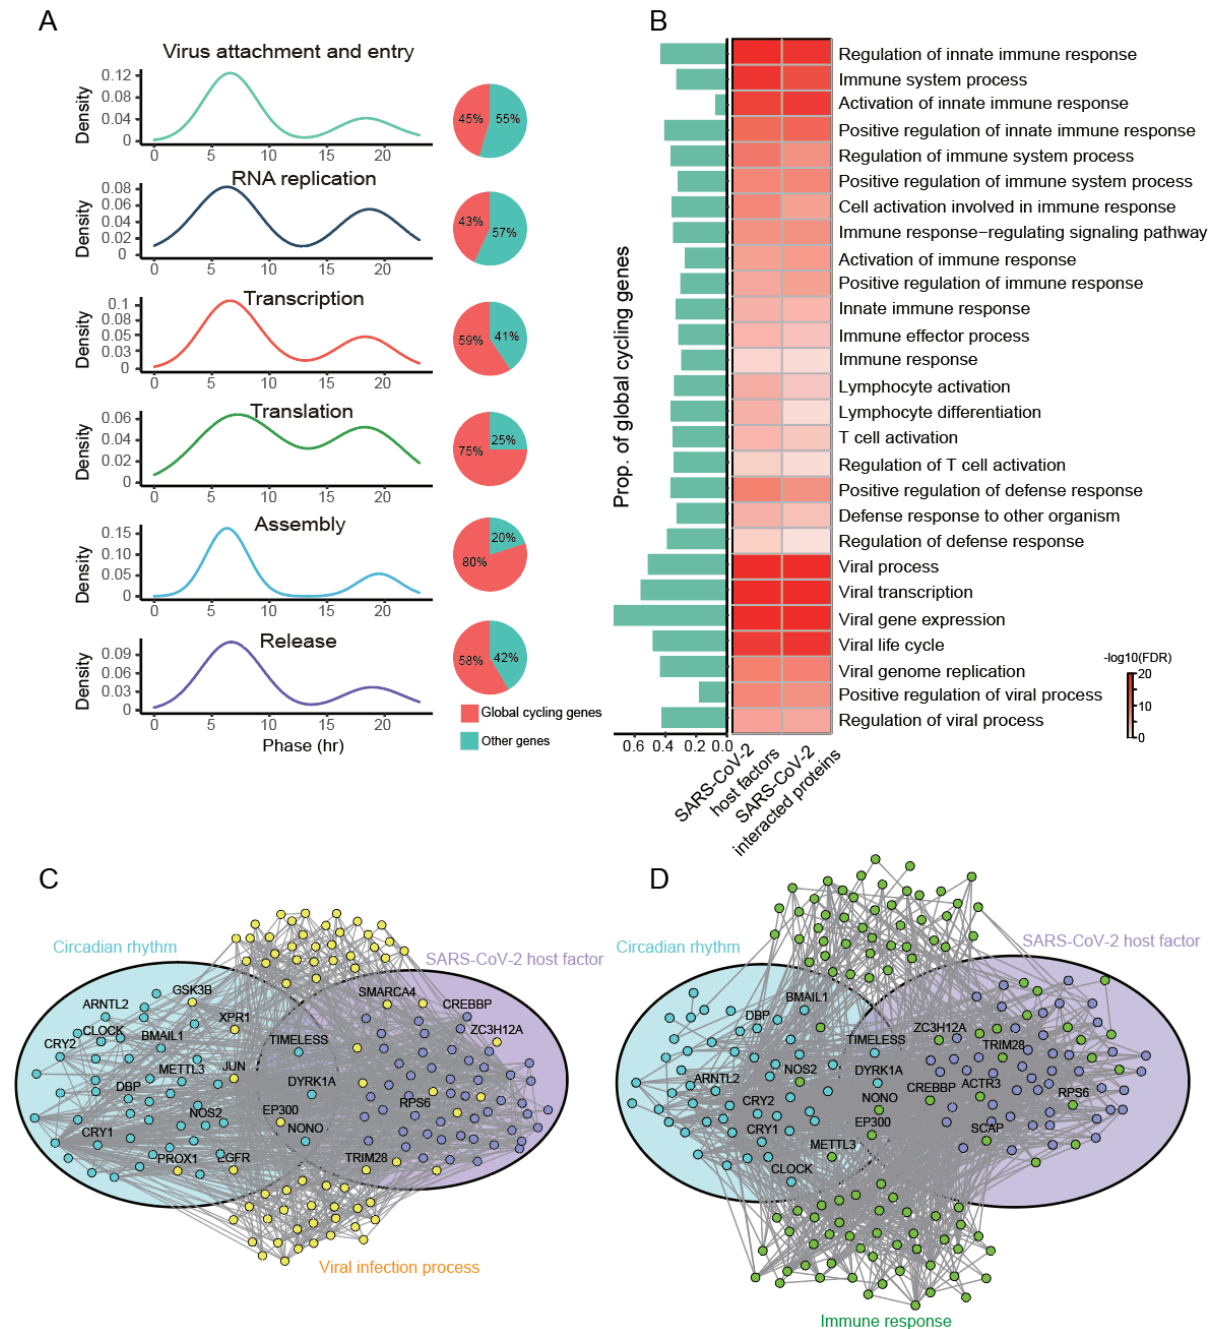 A
Virus attachment and entry
Density
0.12
0.04
0
0 5 10 15 20
45% 55%
RNA replication
Density
0.08
0.06
0.04
0.02
0
0 5 10 15 20
43% 57%
Transcription
Density
0.1
0.08
0.05
0.03
0
0 5 10 15 20
59% 41%
Translation
Density
0.06
0.04
0.02
0
0 5 10 15 20
75% 25%
Assembly
Density
0.15
0.10
0.05
0
0 5 10 15 20
80% 20%
Release
Density
0.09
0.06
0.03
0
0 5 10 15 20
Phase (hr)
58% 42%
Global cycling genes
Other genes
B
Prop. of global cycling genes
Regulation of innate immune response
Immune system process
Activation of innate immune response
Positive regulation of innate immune response
Regulation of immune system process
Positive regulation of immune system process
Cell activation involved in immune response
Immune response−regulating signaling pathway
Activation of immune response
Positive regulation of immune response
Innate immune response
Immune effector process
Immune response
Lymphocyte activation
Lymphocyte differentiation
T cell activation
Regulation of T cell activation
Positive regulation of defense response
Defense response to other organism
Regulation of defense response
Viral process
Viral transcription
Viral gene expression
Viral life cycle
Viral genome replication
Positive regulation of viral process
Regulation of viral process
0.6 0.4 0.2 0.0
SARS-CoV-2
host factors
SARS-CoV-2
interacted proteins
-log10(FDR)
20
10
0
C
Circadian rhythm
SARS-CoV-2 host factor
GSK3B
SMARCA4
ARNTL2
CREBBP
XPR1
CLOCK
BMAIL1
ZC3H12A
CRY2
TIMELESS
METTL3
JUN
DBP
DYRK1A
NOS2
EP300
RPS6
CRY1
NONO
PROX1
EGFR
TRIM28
Viral infection process
D
Circadian rhythm
SARS-CoV-2 host factor
BMAIL1
DBP
ZC3H12A
TIMELESS
TRIM28
NOS2
DYRK1A
ARNTL2
CREBBP
ACTR3
RPS6
CRY2
NONO
CRY1
EP300
SCAP
METTL3
CLOCK
Immune response